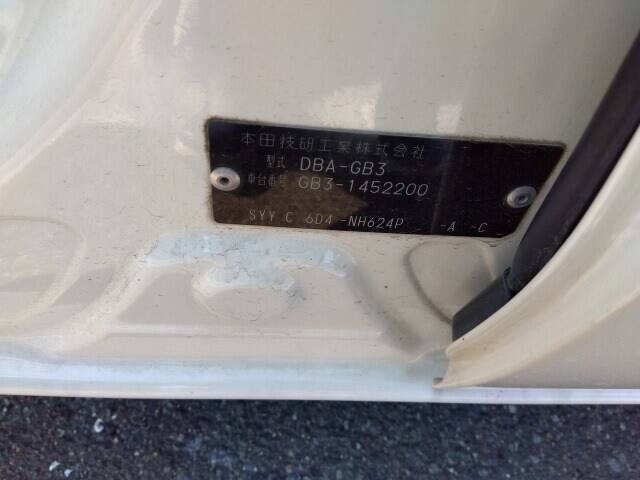 本田技研工業株式会社
型式 DBA-GB3
車台番号 GB3-1452200
SYY C 6D4 -NH624P -A -C